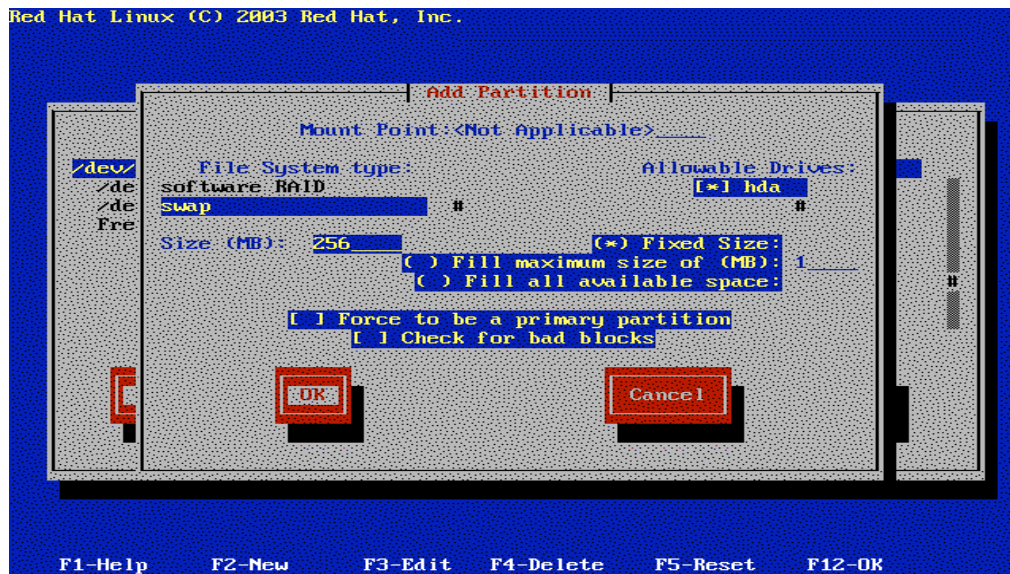 Red Hat Linux (C) 2003 Red Hat, Inc.
Add Partition
Mount Point:<Not Applicable>____
/dev/ File System type: Allowable Drives:
/de software RAID [*] hda
/de swap # #
Fre
Size (MB): 256____ (*) Fixed Size:
( ) Fill maximum size of (MB): 1____
( ) Fill all available space: #
[ ] Force to be a primary partition
[ ] Check for bad blocks
OK Cancel
F1-Help F2-New F3-Edit F4-Delete F5-Reset F12-OK